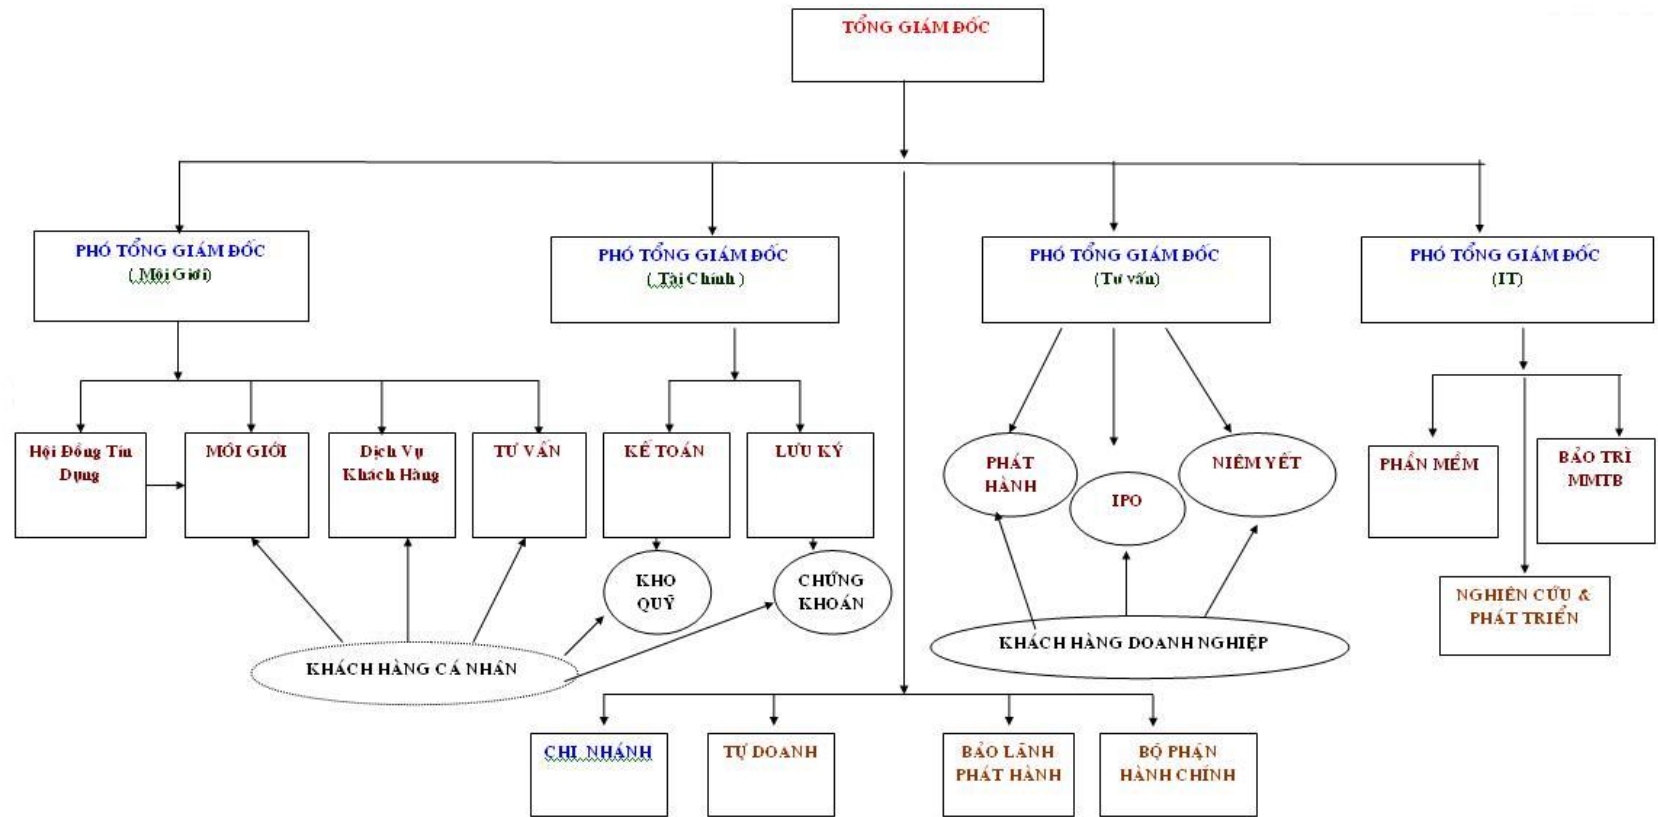 TỔNG GIÁM ĐỐC
PHÓ TỔNG GIÁM ĐỐC
( Môi Giới)
PHÓ TỔNG GIÁM ĐỐC
( Tài Chính )
PHÓ TỔNG GIÁM ĐỐC
(Tư vấn)
PHÓ TỔNG GIÁM ĐỐC
(IT)
Hội Đồng Tín
Dụng
MÔI GIỚI
Dịch Vụ
Khách Hàng
TƯ VẤN
KẾ TOÁN
LƯU KÝ
PHÁT
HÀNH
IPO
NIÊM YẾT
PHẦN MỀM
BẢO TRÌ
MMTB
KHO
QUỸ
CHỨNG
KHOÁN
NGHIÊN CỨU &
PHÁT TRIỂN
KHÁCH HÀNG CÁ NHÂN
KHÁCH HÀNG DOANH NGHIỆP
CHI NHÁNH
TỰ DOANH
BẢO LÃNH
PHÁT HÀNH
BỘ PHẬN
HÀNH CHÍNH